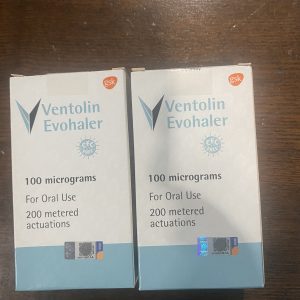 gsk
Ventolin
Evohaler
100 micrograms
For Oral Use
200 metered
actuations
gsk
Ventolin
Evohaler
100 micrograms
For Oral Use
200 metered
actuations